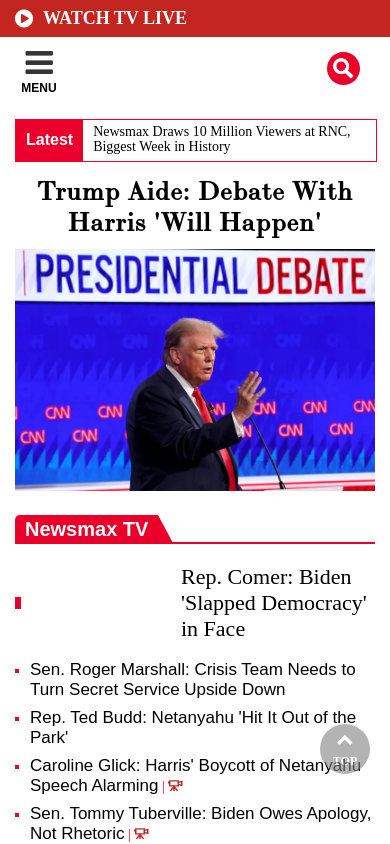 WATCH TV LIVE
MENU
Latest
Newsmax Draws 10 Million Viewers at RNC,
Biggest Week in History
Trump Aide: Debate With
Harris 'Will Happen'
PRESIDENTIAL DEBATE
CNN CNN
CNN CNN CNN CNN CNN
CNN CNN CNN CNN
Newsmax TV
Rep. Comer: Biden
'Slapped Democracy'
in Face
Sen. Roger Marshall: Crisis Team Needs to
Turn Secret Service Upside Down
Rep. Ted Budd: Netanyahu 'Hit It Out of the
Park'
Caroline Glick: Harris' Boycott of Netanyahu
Speech Alarming |
TOP
Sen. Tommy Tuberville: Biden Owes Apology,
Not Rhetoric |